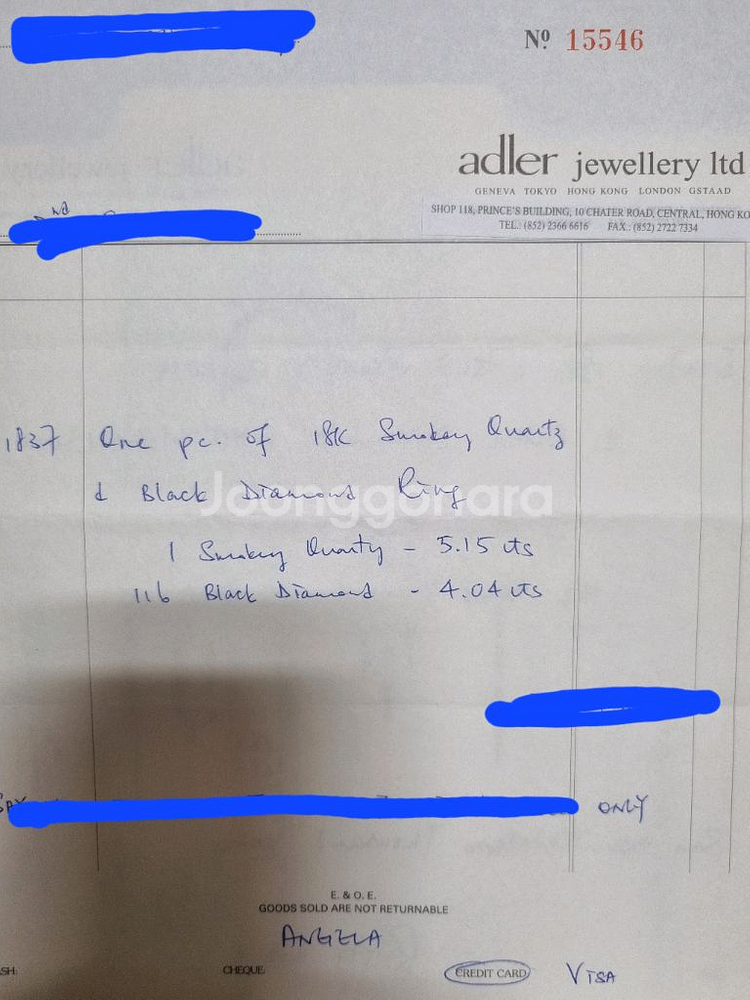 Nº 15546
adler jewellery ltd
GENEVA TOKYO HONG KONG LONDON GSTAAD
SHOP 118, PRINCE'S BUILDING, 10 CHATER ROAD, CENTRAL, HONG KO
TEL.: (852) 2366 6616 FAX.: (852) 2722 7334
1837 One pc. of 18K Smokey Quartz
& Black Diamond Ring
Joonggonara
1 Smokey Quartz - 5.15 cts
116 Black Diamond - 4.04 cts
SAY ONLY
E. & O. E.
GOODS SOLD ARE NOT RETURNABLE
ANGELA
SH: CHEQUE: CREDIT CARD VISA